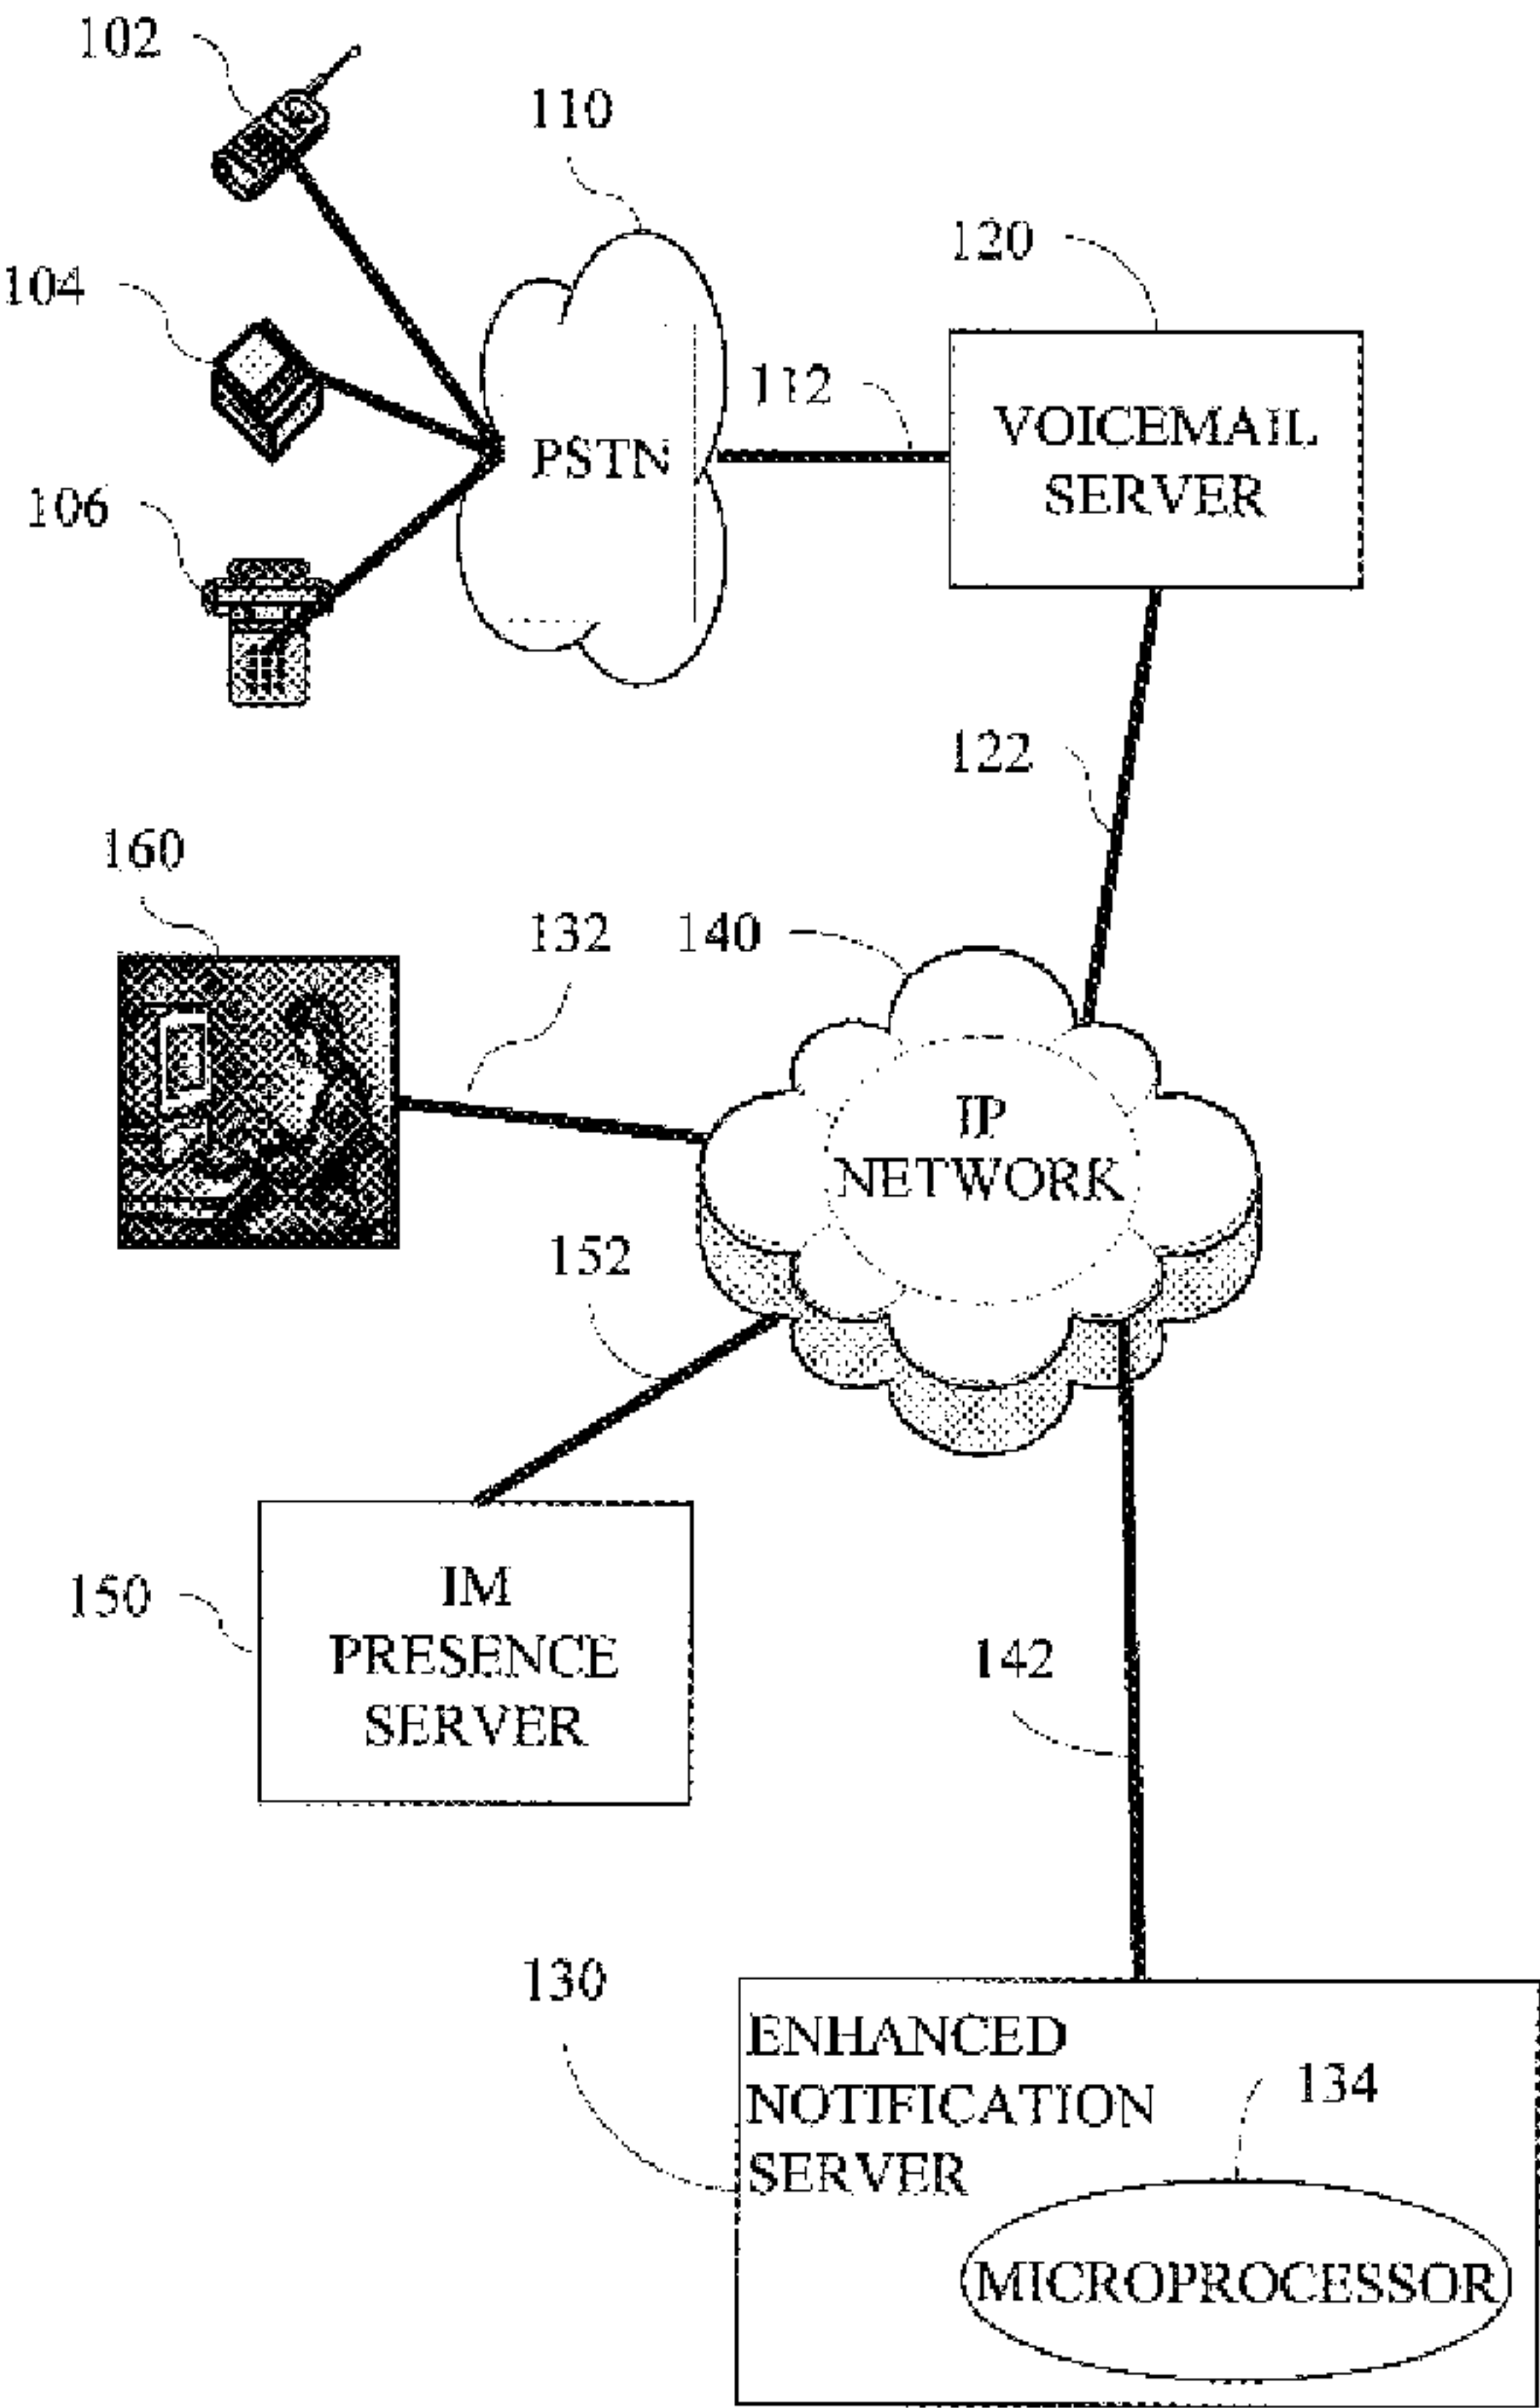 102
110
120
104
112
PSTN
VOICEMAIL
SERVER
106
122
160
132
140
IP
NETWORK
152
IM
PRESENCE
SERVER
150
142
130
ENHANCED
NOTIFICATION
SERVER
134
MICROPROCESSOR